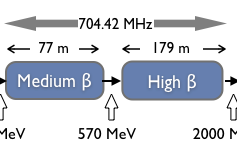 704.42 MHz
77 m 179 m
Medium β High β
MeV 570 MeV 2000 M